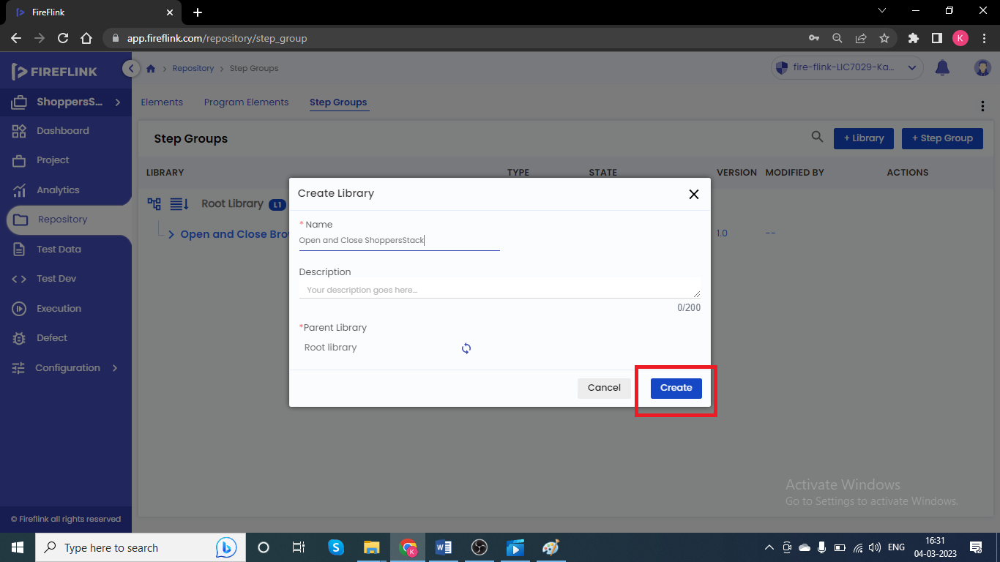 FireFlink
app.fireflink.com/repository/step_group
K
FIREFLINK
Repository
Step Groups
fire-flink-LIC7029-Ka...
ShoppersS...
Elements
Program Elements
Step Groups
Dashboard
Project
Analytics
Repository
Test Data
Test Dev
Execution
Defect
Configuration
© Fireflink all rights reserved
Step Groups
+ Library
+ Step Group
LIBRARY
TYPE
STATE
VERSION
MODIFIED BY
ACTIONS
Root Library
L1
Open and Close Bro
1.0
--
Create Library
* Name
Open and Close ShoppersStack
Description
Your description goes here...
0/200
*Parent Library
Root library
Cancel
Create
Activate Windows
Go to Settings to activate Windows.
Type here to search
ENG
16:31
04-03-2023